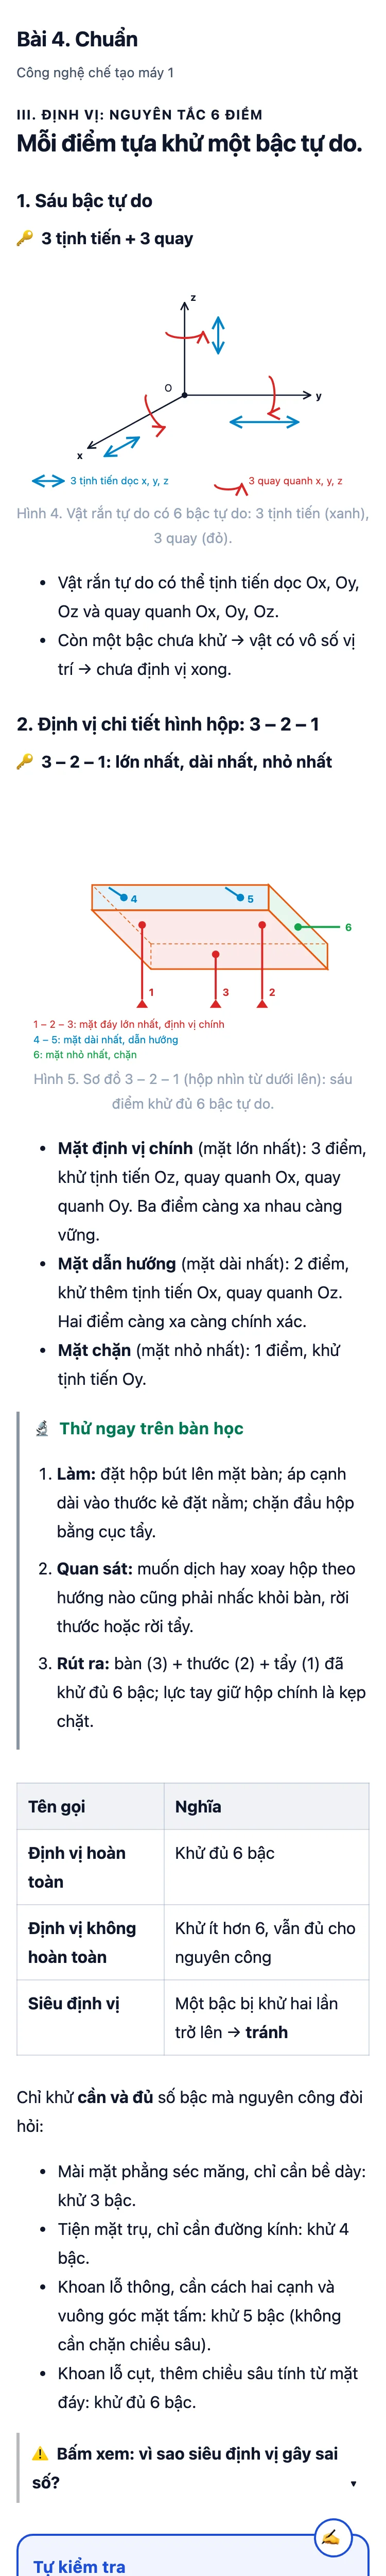 Bài 4. Chuẩn
Công nghệ chế tạo máy 1
III. ĐỊNH VỊ: NGUYÊN TẮC 6 ĐIỂM
Mỗi điểm tựa khử một bậc tự do.
1. Sáu bậc tự do
🔑 3 tịnh tiến + 3 quay
z
O
y
x
3 tịnh tiến dọc x, y, z
3 quay quanh x, y, z
Hình 4. Vật rắn tự do có 6 bậc tự do: 3 tịnh tiến (xanh),
3 quay (đỏ).
• Vật rắn tự do có thể tịnh tiến dọc Ox, Oy,
Oz và quay quanh Ox, Oy, Oz.
• Còn một bậc chưa khử → vật có vô số vị
trí → chưa định vị xong.
2. Định vị chi tiết hình hộp: 3 – 2 – 1
🔑 3 – 2 – 1: lớn nhất, dài nhất, nhỏ nhất
4
5
6
1
3
2
1 – 2 – 3: mặt đáy lớn nhất, định vị chính
4 – 5: mặt dài nhất, dẫn hướng
6: mặt nhỏ nhất, chặn
Hình 5. Sơ đồ 3 – 2 – 1 (hộp nhìn từ dưới lên): sáu
điểm khử đủ 6 bậc tự do.
• Mặt định vị chính (mặt lớn nhất): 3 điểm,
khử tịnh tiến Oz, quay quanh Ox, quay
quanh Oy. Ba điểm càng xa nhau càng
vững.
• Mặt dẫn hướng (mặt dài nhất): 2 điểm,
khử thêm tịnh tiến Ox, quay quanh Oz.
Hai điểm càng xa càng chính xác.
• Mặt chặn (mặt nhỏ nhất): 1 điểm, khử
tịnh tiến Oy.
🔬 Thử ngay trên bàn học
1. Làm: đặt hộp bút lên mặt bàn; áp cạnh
dài vào thước kẻ đặt nằm; chặn đầu hộp
bằng cục tẩy.
2. Quan sát: muốn dịch hay xoay hộp theo
hướng nào cũng phải nhấc khỏi bàn, rời
thước hoặc rời tẩy.
3. Rút ra: bàn (3) + thước (2) + tẩy (1) đã
khử đủ 6 bậc; lực tay giữ hộp chính là kẹp
chặt.
Tên gọi
Nghĩa
Định vị hoàn
toàn
Khử đủ 6 bậc
Định vị không
hoàn toàn
Khử ít hơn 6, vẫn đủ cho
nguyên công
Siêu định vị
Một bậc bị khử hai lần
trở lên → tránh
Chỉ khử cần và đủ số bậc mà nguyên công đòi
hỏi:
• Mài mặt phẳng séc măng, chỉ cần bề dày:
khử 3 bậc.
• Tiện mặt trụ, chỉ cần đường kính: khử 4
bậc.
• Khoan lỗ thông, cần cách hai cạnh và
vuông góc mặt tấm: khử 5 bậc (không
cần chặn chiều sâu).
• Khoan lỗ cụt, thêm chiều sâu tính từ mặt
đáy: khử đủ 6 bậc.
⚠️ Bấm xem: vì sao siêu định vị gây sai
số? ▼
✍️
Tự kiểm tra